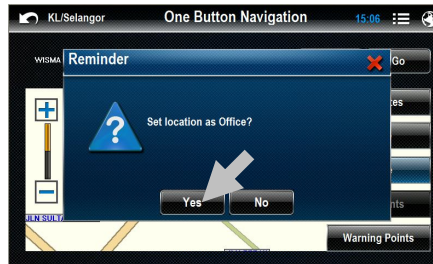 KL/Selangor One Button Navigation 15:06
WISMA
Reminder
Go
Set location as Office?
Yes No
Warning Points